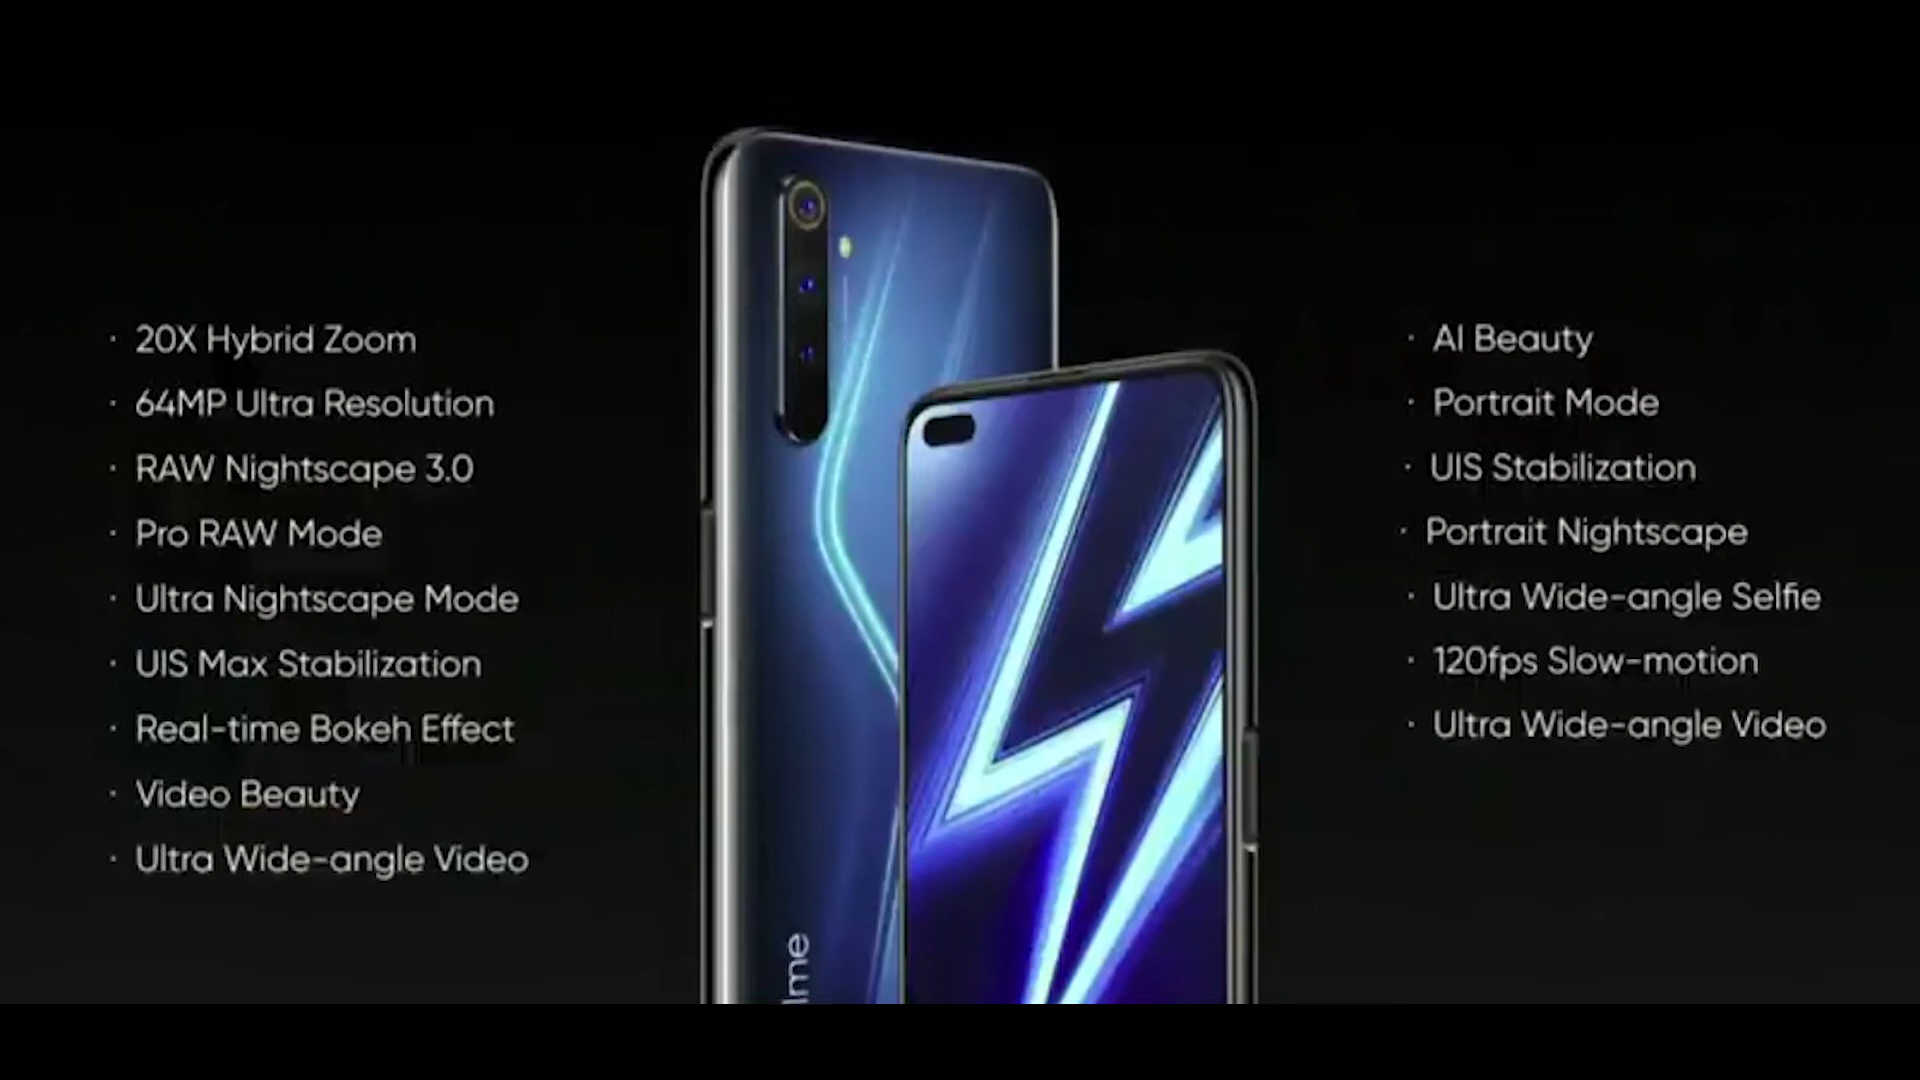 · 20X Hybrid Zoom
· 64MP Ultra Resolution
· RAW Nightscape 3.0
· Pro RAW Mode
· Ultra Nightscape Mode
· UIS Max Stabilization
· Real-time Bokeh Effect
· Video Beauty
· Ultra Wide-angle Video
lme
· AI Beauty
· Portrait Mode
· UIS Stabilization
· Portrait Nightscape
· Ultra Wide-angle Selfie
· 120fps Slow-motion
· Ultra Wide-angle Video